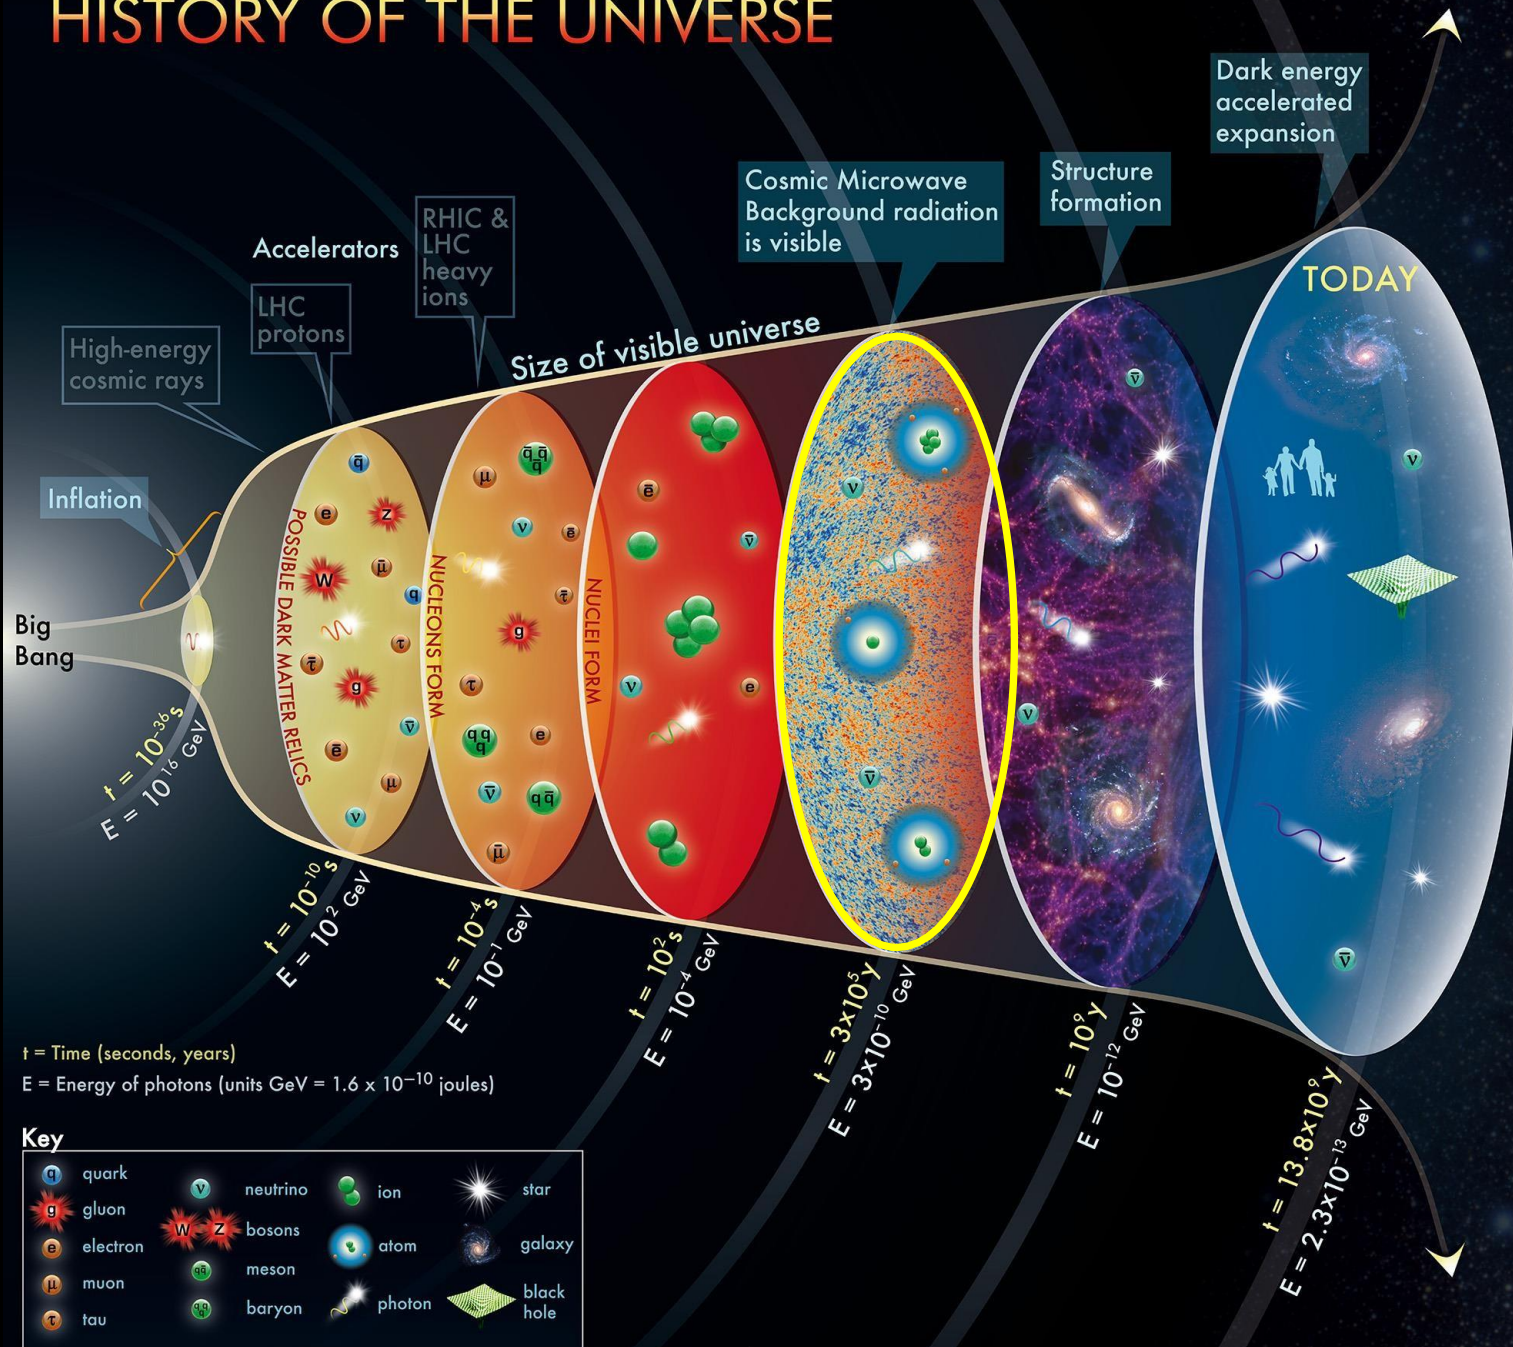 HISTORY OF THE UNIVERSE
Dark energy
accelerated
expansion
Structure
formation
Cosmic Microwave
Background radiation
is visible
RHIC &
LHC
heavy
ions
Accelerators
LHC
protons
High-energy
cosmic rays
Size of visible universe
Inflation
Big
Bang
TODAY
POSSIBLE DARK MATTER RELICS
NUCLEONS FORM
NUCLEI FORM
q̄
e
Z
W
μ̄
q
τ
τ̄
g
ν̄
ē
μ
ν
q̄q̄
q̄
μ
ν
ē
τ̄
g
τ
qq
q
e
ν̄
qq̄
μ̄
ē
ν̄
ν
e
ν
ν̄
ν̄
ν
ν
ν̄
t = 10⁻³⁶ s
E = 10¹⁶ GeV
t = 10⁻¹⁰ s
E = 10² GeV
t = 10⁻⁴ s
E = 10⁻¹ GeV
t = 10² s
E = 10⁻⁴ GeV
t = 3x10⁵ y
E = 3x10⁻¹⁰ GeV
t = 10⁹ y
E = 10⁻¹² GeV
t = 13.8x10⁹ y
E = 2.3x10⁻¹³ GeV
t = Time (seconds, years)
E = Energy of photons (units GeV = 1.6 x 10⁻¹⁰ joules)
Key
q quark
g gluon
e electron
μ muon
τ tau
ν neutrino
W Z bosons
qq̄ meson
qq q baryon
ion
atom
photon
star
galaxy
black
hole